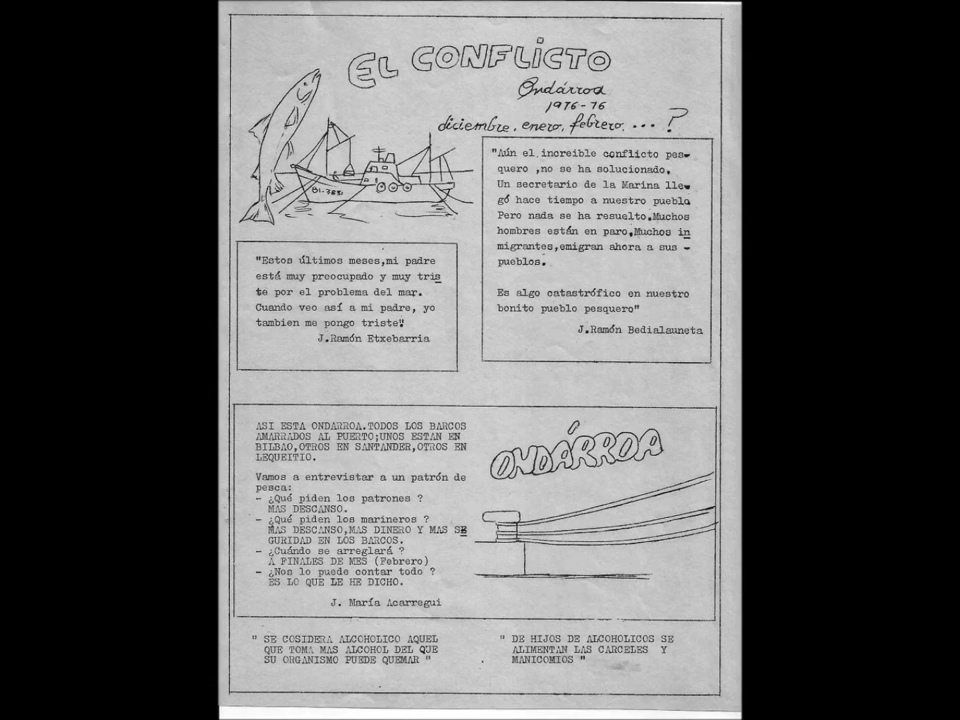 EL CONFLICTO
Ondárroa
1976-76
diciembre, enero, febrero, ... ?
"Aún el increible conflicto pes-
quero ,no se ha solucionado.
Un secretario de la Marina lle-
gó hace tiempo a nuestro pueblo
Pero nada se ha resuelto.Muchos
hombres están en paro.Muchos in
migrantes,emigran ahora a sus -
pueblos.
Es algo catastrófico en nuestro
bonito pueblo pesquero"
J.Ramón Bedialauneta
"Estos últimos meses,mi padre
está muy preocupado y muy tris
te por el problema del mar.
Cuando veo así a mi padre, yo
tambien me pongo triste"
J.Ramón Etxebarria
ASI ESTA ONDARROA.TODOS LOS BARCOS
AMARRADOS AL PUERTO;UNOS ESTAN EN
BILBAO,OTROS EN SANTANDER,OTROS EN
LEQUEITIO.
Vamos a entrevistar a un patrón de
pesca:
- ¿Qué piden los patrones ?
MAS DESCANSO.
- ¿Qué piden los marineros ?
MAS DESCANSO,MAS DINERO Y MAS SE
GURIDAD EN LOS BARCOS.
- ¿Cuándo se arreglará ?
A FINALES DE MES (Febrero)
- ¿Nos lo puede contar todo ?
ES LO QUE LE HE DICHO.
J. María Acarregui
ONDÁRROA
" SE COSIDERA ALCOHOLICO AQUEL
QUE TOMA MAS ALCOHOL DEL QUE
SU ORGANISMO PUEDE QUEMAR "
" DE HIJOS DE ALCOHOLICOS SE
ALIMENTAN LAS CARCELES Y
MANICOMIOS "